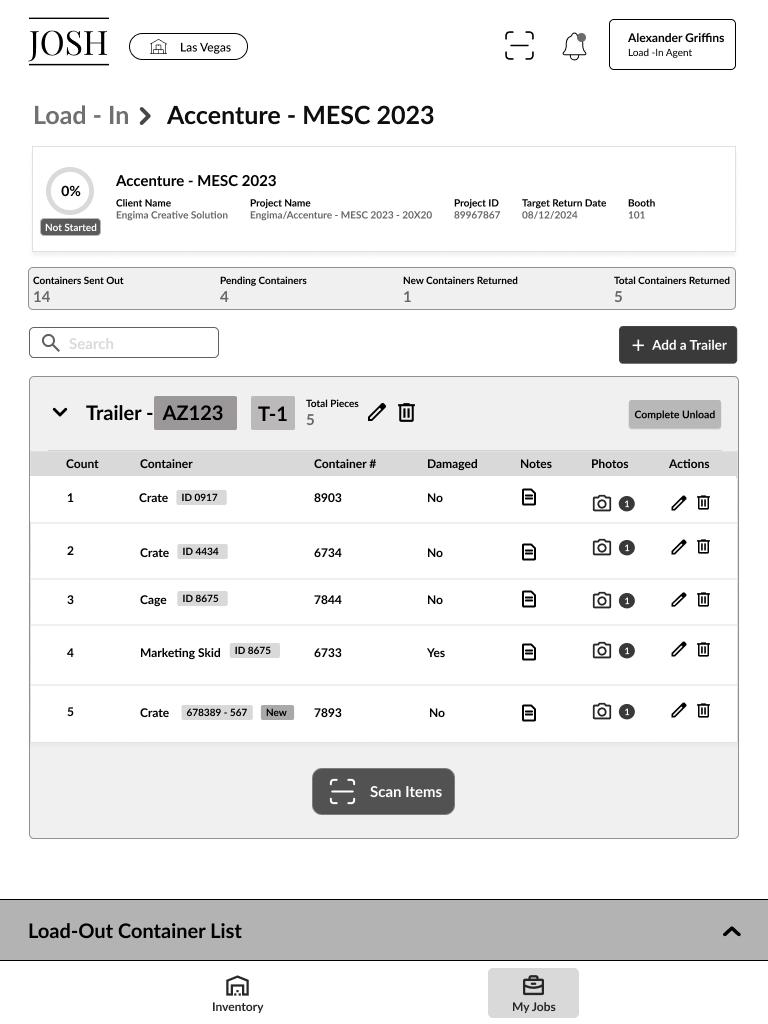 JOSH
Las Vegas
Alexander Griffins
Load -In Agent
Load - In Accenture - MESC 2023
0%
Not Started
Accenture - MESC 2023
Client Name Project Name Project ID Target Return Date Booth
Engima Creative Solution Engima/Accenture - MESC 2023 - 20X20 89967867 08/12/2024 101
Containers Sent Out Pending Containers New Containers Returned Total Containers Returned
14 4 1 5
Search
+ Add a Trailer
Trailer - AZ123 T-1 Total Pieces
5
Complete Unload
Count Container Container # Damaged Notes Photos Actions
1 Crate ID 0917 8903 No 1
2 Crate ID 4434 6734 No 1
3 Cage ID 8675 7844 No 1
4 Marketing Skid ID 8675 6733 Yes 1
5 Crate 678389 - 567 New 7893 No 1
Scan Items
Load-Out Container List
Inventory My Jobs